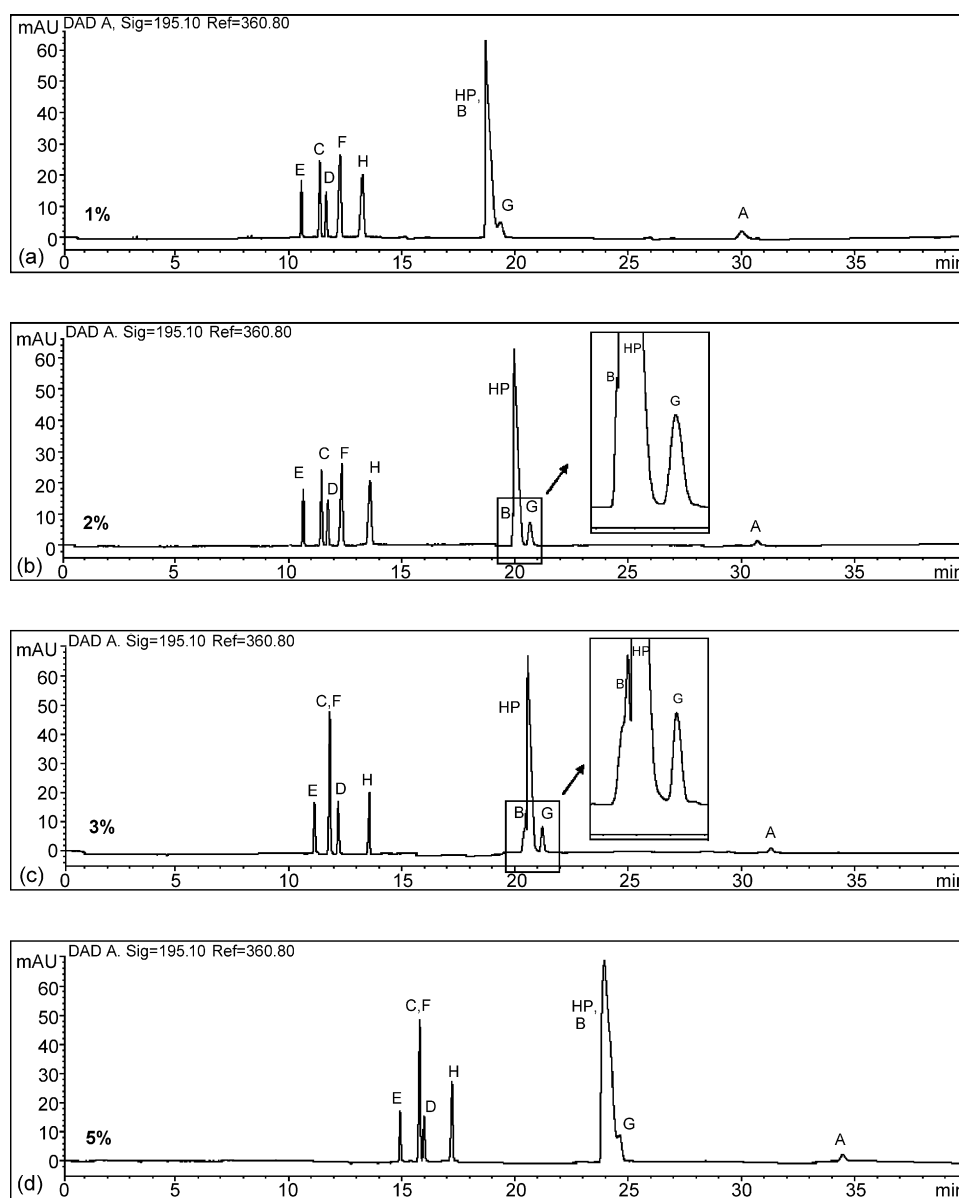 DAD A, Sig=195.10 Ref=360.80
mAU
60
50
40
30
20
10
0
1%
E
C
D
F
H
HP,
B
G
A
(a)
0 5 10 15 20 25 30 35 min
DAD A. Sig=195.10 Ref=360.80
mAU
60
50
40
30
20
10
0
2%
E
C
D
F
H
HP
B
G
B
HP
G
A
(b)
0 5 10 15 20 25 30 35 min
DAD A. Sig=195.10 Ref=360.80
mAU
60
50
40
30
20
10
0
3%
E
C,F
D
H
HP
B
G
B
HP
G
A
(c)
0 5 10 15 20 25 30 35 min
DAD A. Sig=195.10 Ref=360.80
mAU
60
50
40
30
20
10
0
5%
E
C,F
D
H
HP,
B
G
A
(d)
0 5 10 15 20 25 30 35 min